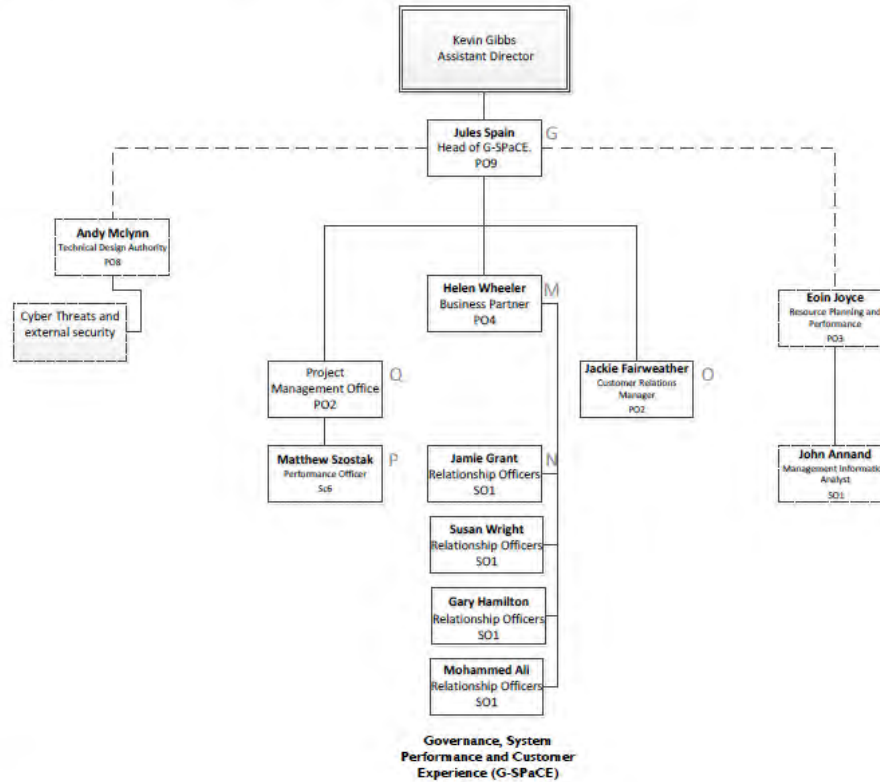 Kevin Gibbs
Assistant Director
Jules Spain
Head of G-SPaCE.
PO9
G
Andy Mclynn
Technical Design Authority
PO8
Cyber Threats and
external security
Helen Wheeler
Business Partner
PO4
M
Eoin Joyce
Resource Planning and
Performance
PO3
Project
Management Office
PO2
Q
Jackie Fairweather
Customer Relations
Manager
PO2
O
Matthew Szostak
Performance Officer
Sc6
P
Jamie Grant
Relationship Officers
SO1
N
John Annand
Management Informatio
Analyst
SO1
Susan Wright
Relationship Officers
SO1
Gary Hamilton
Relationship Officers
SO1
Mohammed Ali
Relationship Officers
SO1
Governance, System
Performance and Customer
Experience (G-SPaCE)